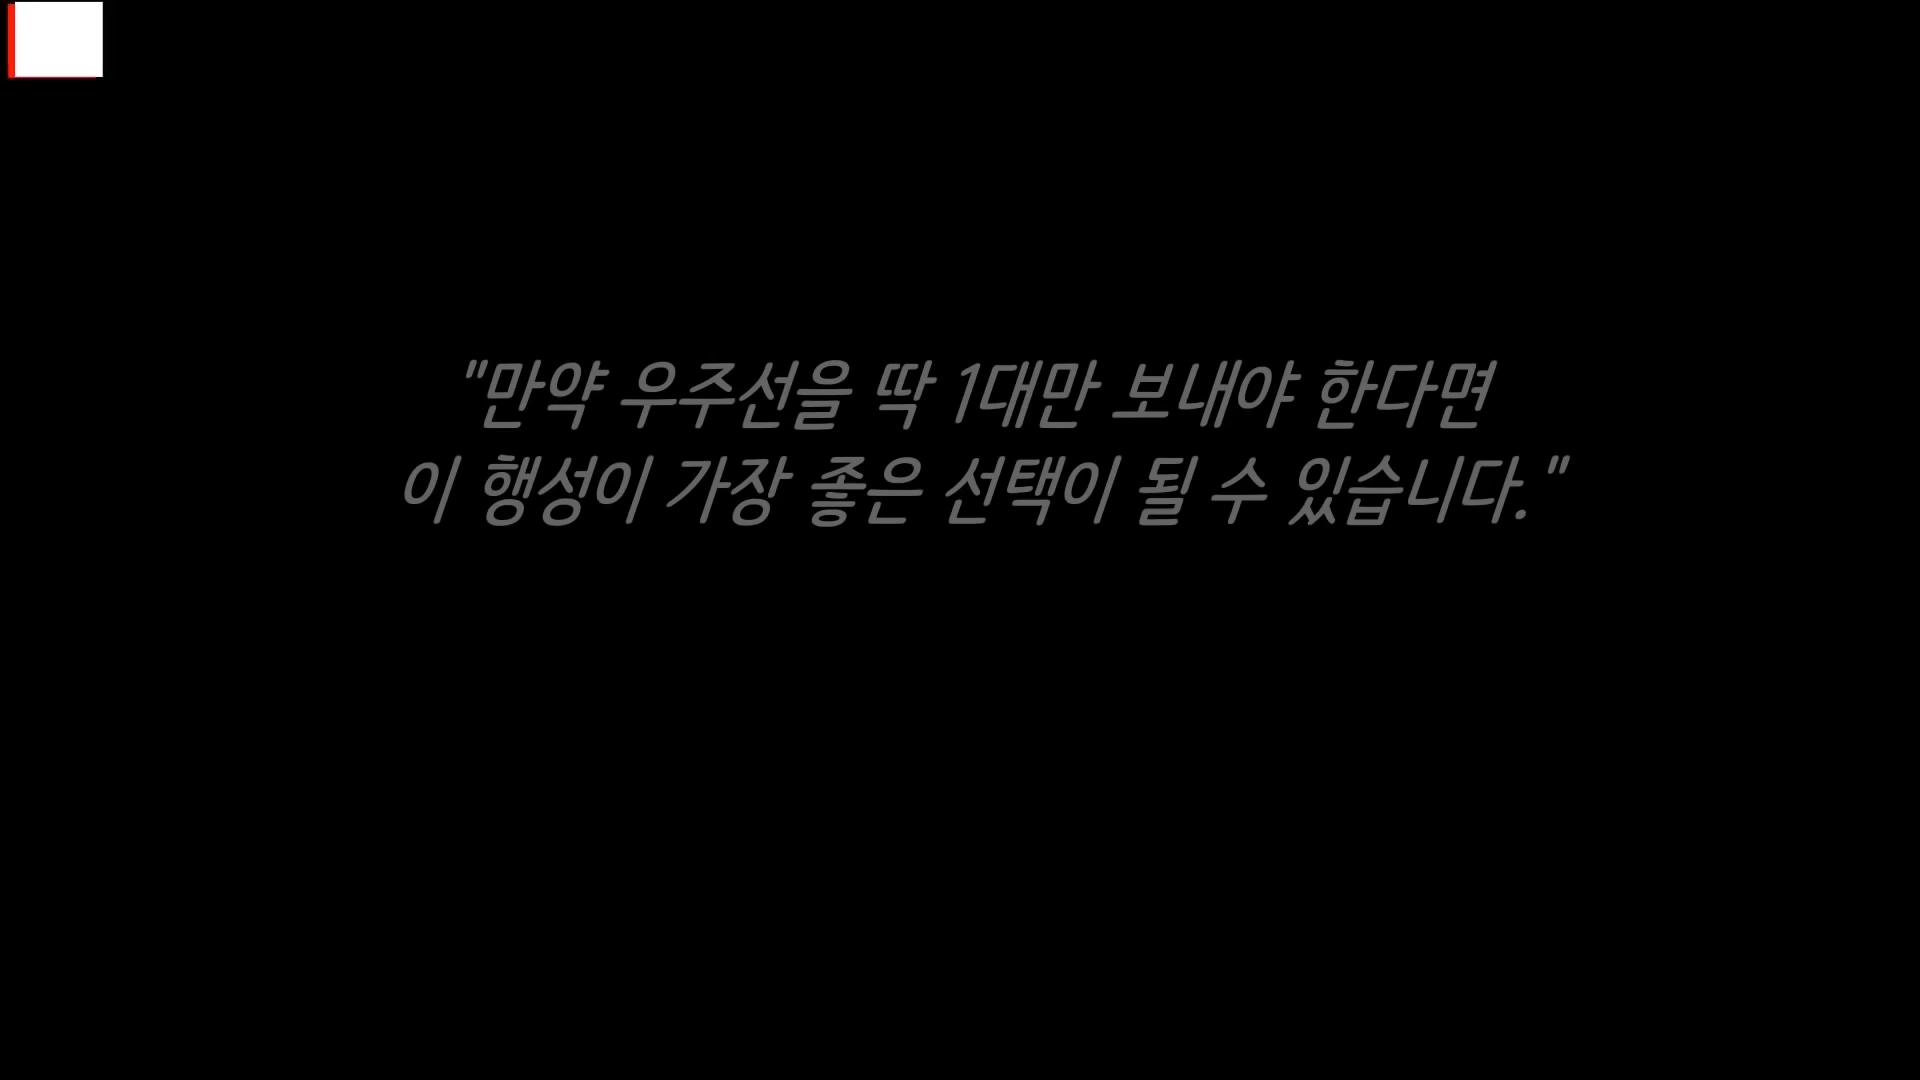 "만약 우주선을 딱 1대만 보내야 한다면
이 행성이 가장 좋은 선택이 될 수 있습니다."